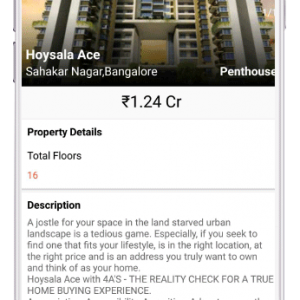 Hoysala Ace
Sahakar Nagar,Bangalore Penthouse
₹1.24 Cr
Property Details
Total Floors
16
Description
A jostle for your space in the land starved urban
landscape is a tedious game. Especially, if you seek to
find one that fits your lifestyle, is in the right location, at
the right price and is an address you truly want to own
and think of as your home.
Hoysala Ace with 4A'S - THE REALITY CHECK FOR A TRUE
HOME BUYING EXPERIENCE.